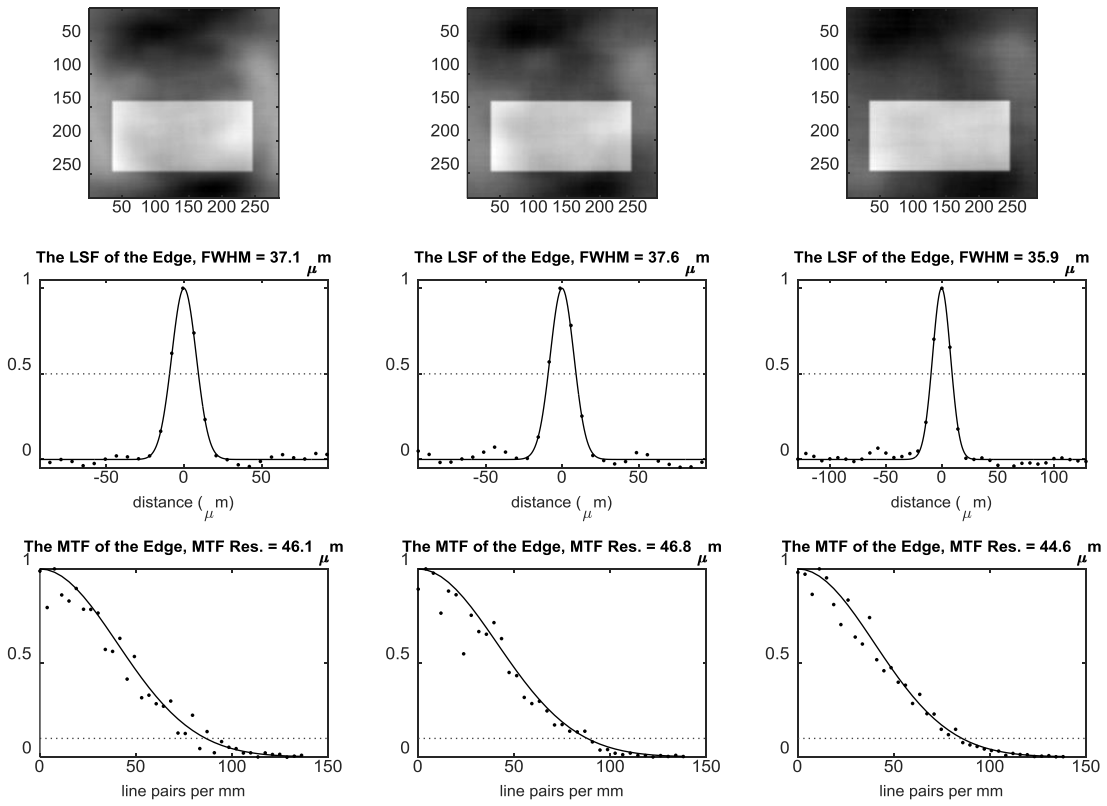 50
100
150
200
250
50 100 150 200 250
50
100
150
200
250
50 100 150 200 250
50
100
150
200
250
50 100 150 200 250
The LSF of the Edge, FWHM = 37.1 μm
1
0.5
0
-50 0 50
distance (μm)
The LSF of the Edge, FWHM = 37.6 μm
1
0.5
0
-50 0 50
distance (μm)
The LSF of the Edge, FWHM = 35.9 μm
1
0.5
0
-100 -50 0 50 100
distance (μm)
The MTF of the Edge, MTF Res. = 46.1 μm
1
0.5
0
0 50 100 150
line pairs per mm
The MTF of the Edge, MTF Res. = 46.8 μm
1
0.5
0
0 50 100 150
line pairs per mm
The MTF of the Edge, MTF Res. = 44.6 μm
1
0.5
0
0 50 100 150
line pairs per mm